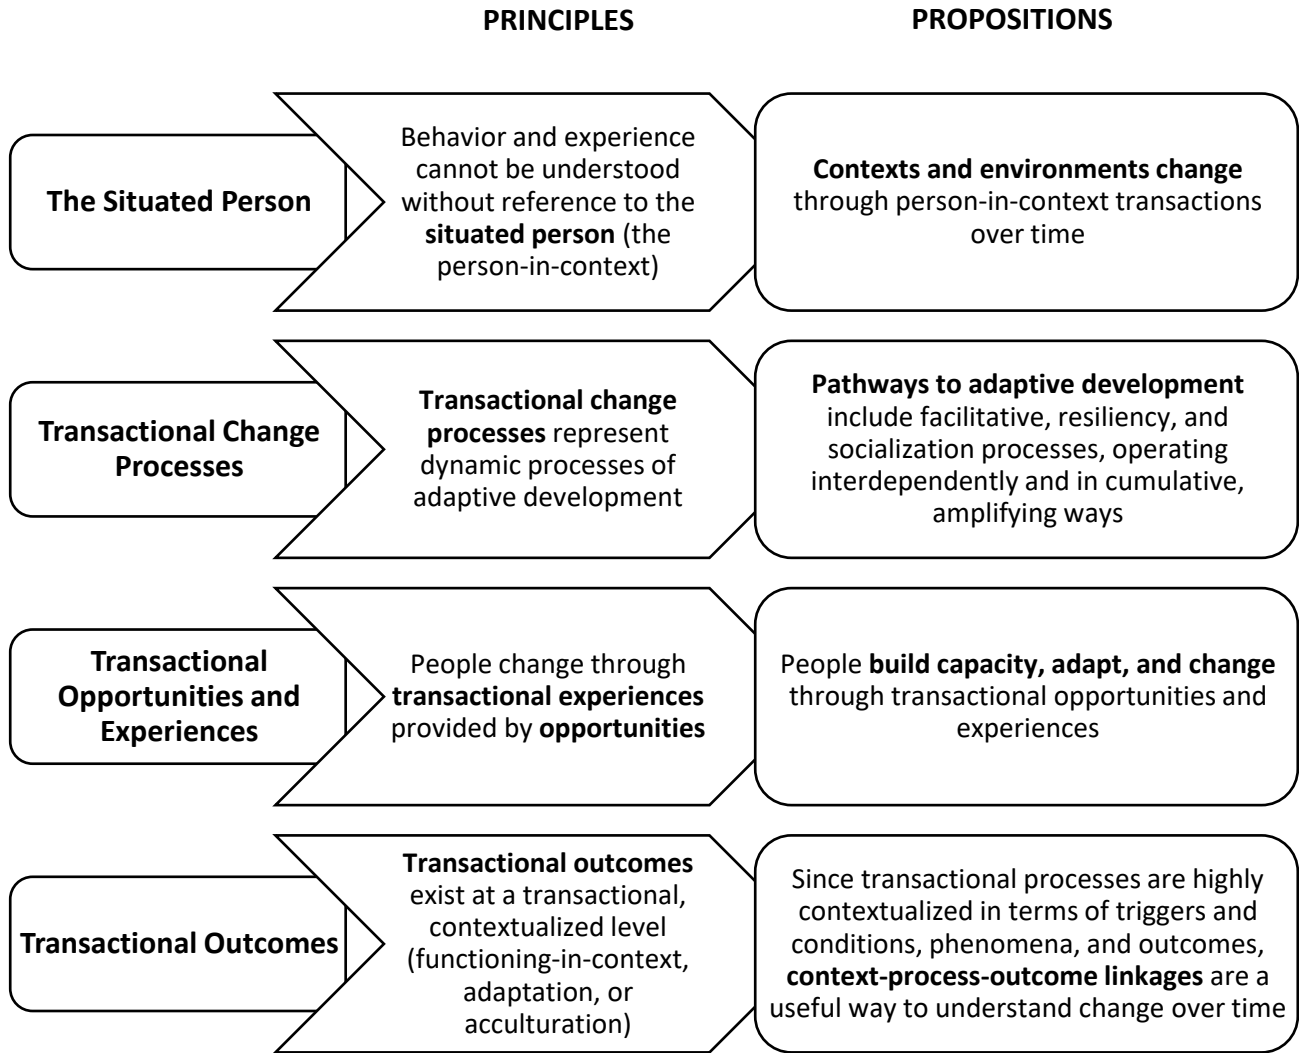 PRINCIPLES
PROPOSITIONS
The Situated Person
Behavior and experience
cannot be understood
without reference to the
situated person (the
person-in-context)
Contexts and environments change
through person-in-context transactions
over time
Transactional Change
Processes
Transactional change
processes represent
dynamic processes of
adaptive development
Pathways to adaptive development
include facilitative, resiliency, and
socialization processes, operating
interdependently and in cumulative,
amplifying ways
Transactional
Opportunities and
Experiences
People change through
transactional experiences
provided by opportunities
People build capacity, adapt, and change
through transactional opportunities and
experiences
Transactional Outcomes
Transactional outcomes
exist at a transactional,
contextualized level
(functioning-in-context,
adaptation, or
acculturation)
Since transactional processes are highly
contextualized in terms of triggers and
conditions, phenomena, and outcomes,
context-process-outcome linkages are a
useful way to understand change over time